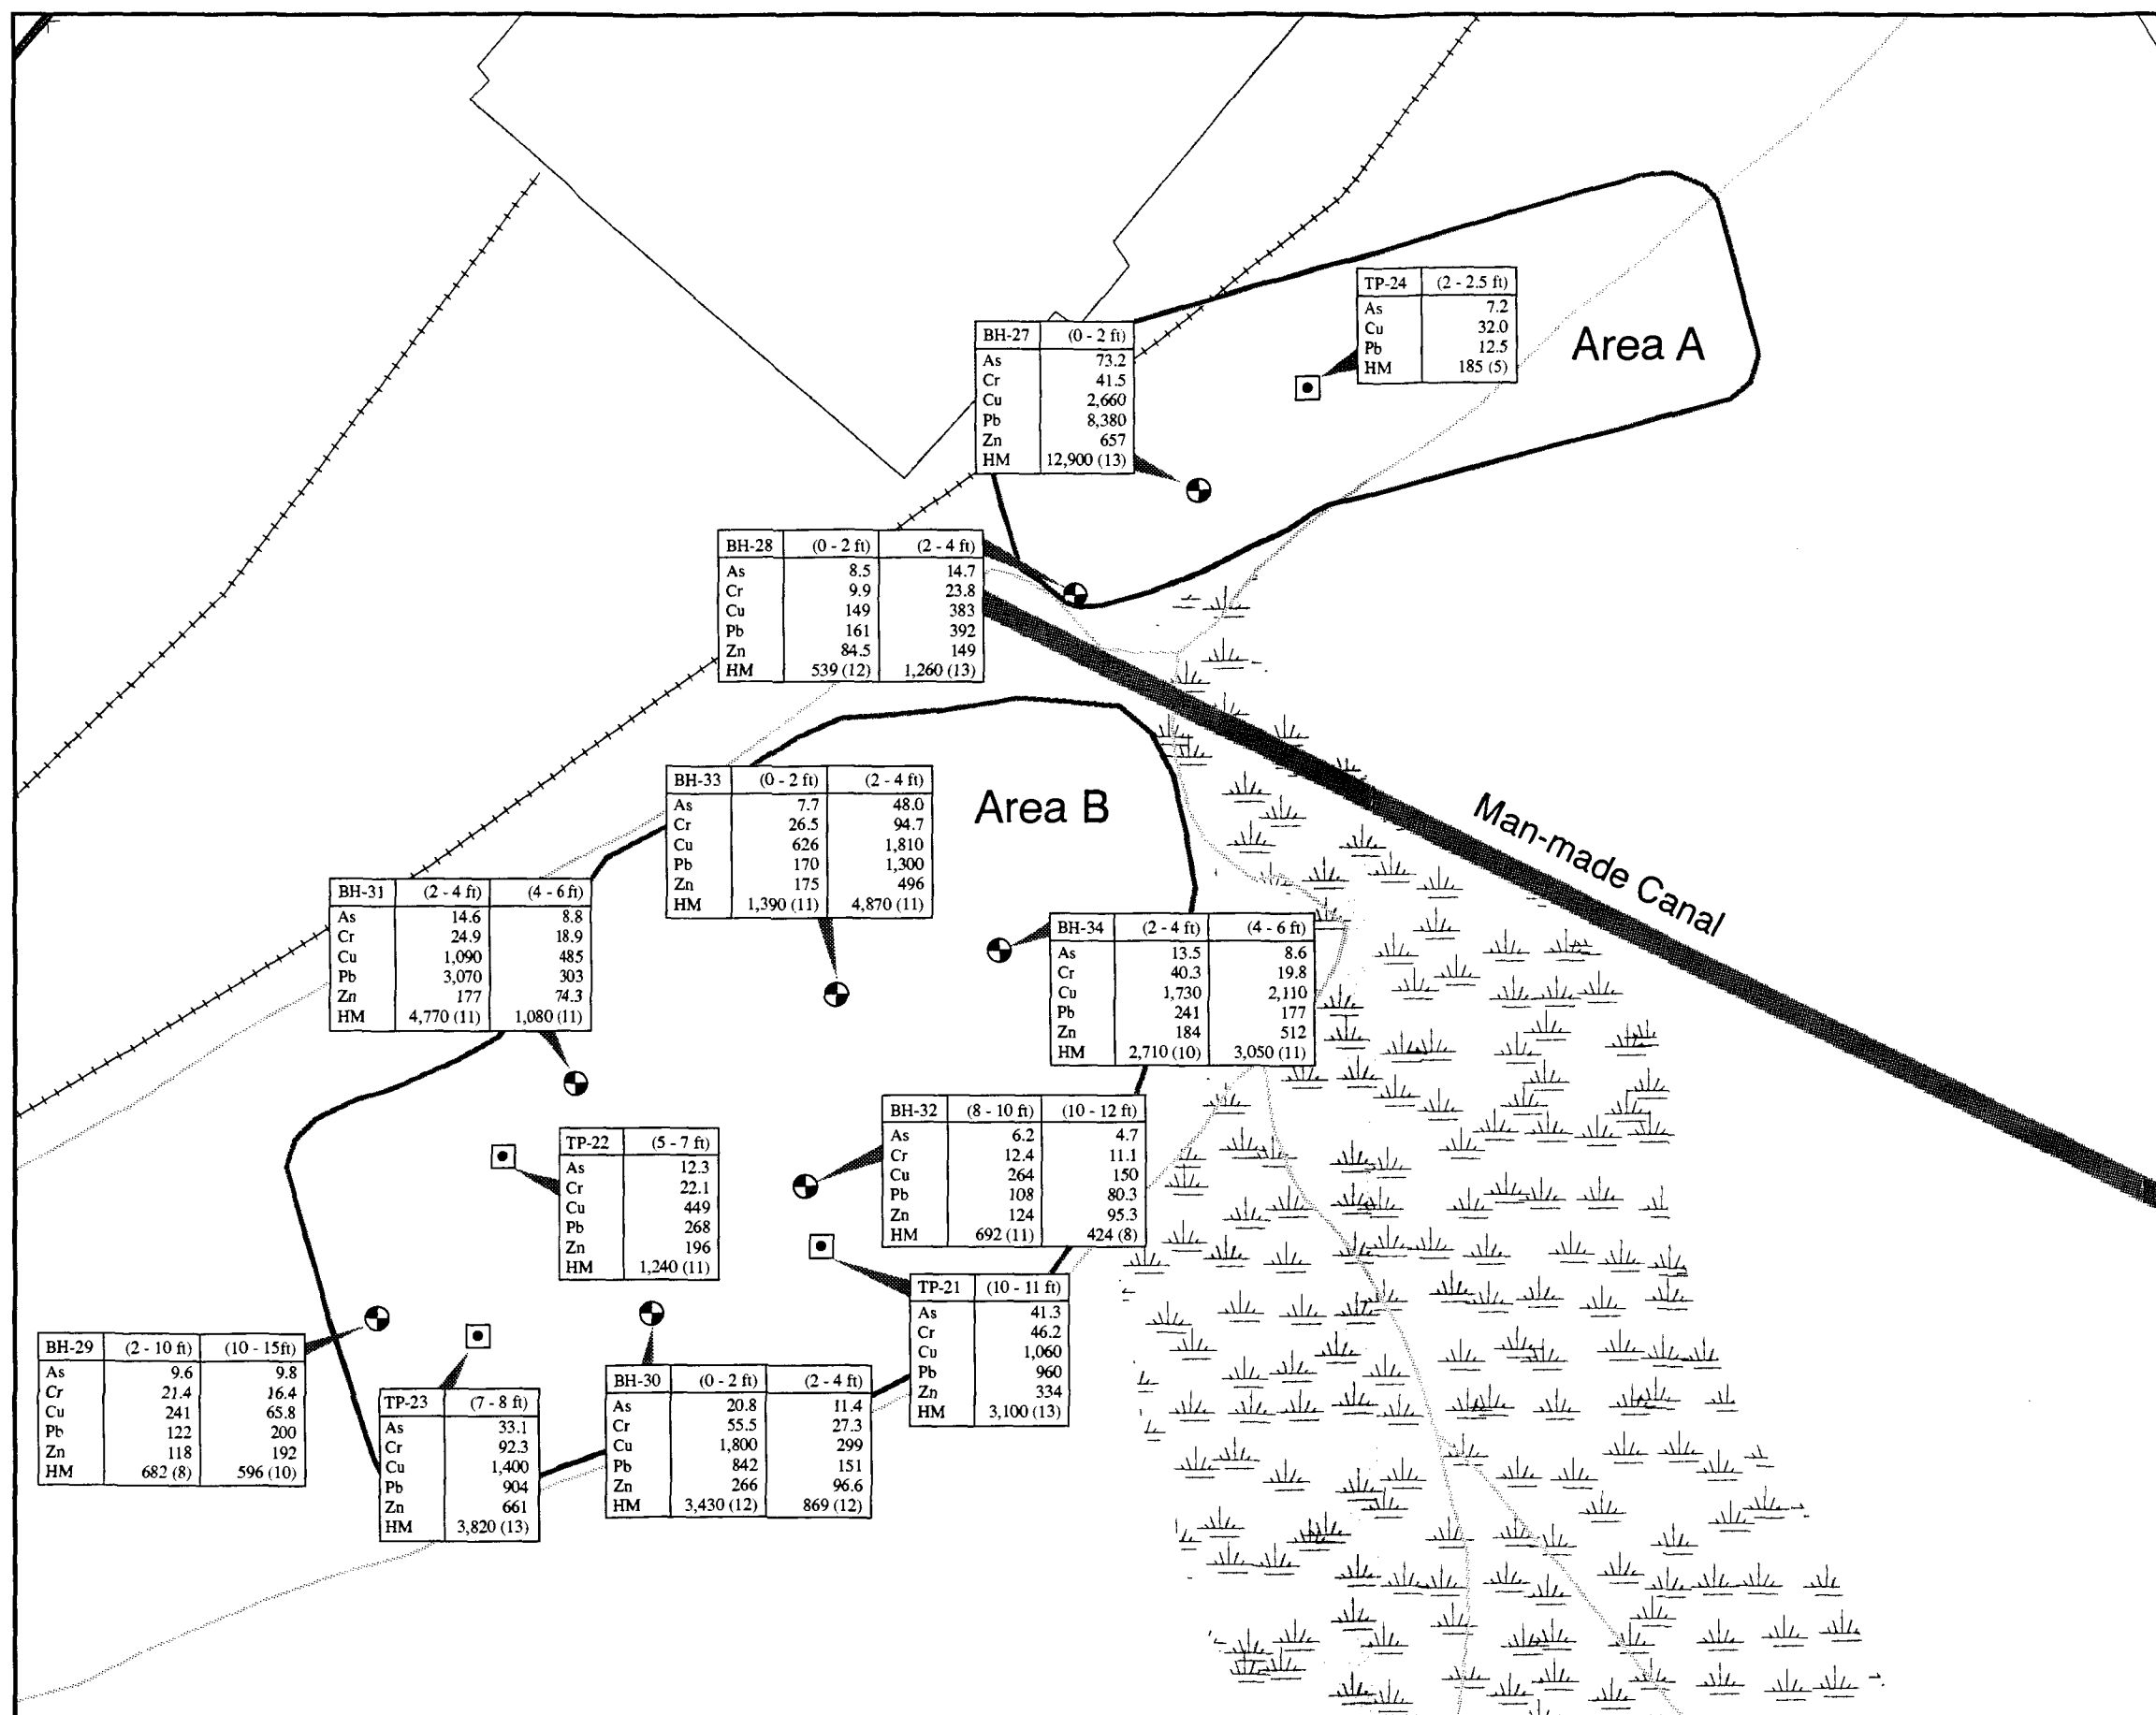 TP-24 (2 - 2.5 ft)
As 7.2
Cu 32.0
Pb 12.5
HM 185 (5)
Area A
BH-27 (0 - 2 ft)
As 73.2
Cr 41.5
Cu 2,660
Pb 8,380
Zn 657
HM 12,900 (13)
BH-28 (0 - 2 ft) (2 - 4 ft)
As 8.5 14.7
Cr 9.9 23.8
Cu 149 383
Pb 161 392
Zn 84.5 149
HM 539 (12) 1,260 (13)
BH-33 (0 - 2 ft) (2 - 4 ft)
As 7.7 48.0
Cr 26.5 94.7
Cu 626 1,810
Pb 170 1,300
Zn 175 496
HM 1,390 (11) 4,870 (11)
Area B
Man-made Canal
BH-31 (2 - 4 ft) (4 - 6 ft)
As 14.6 8.8
Cr 24.9 18.9
Cu 1,090 485
Pb 3,070 303
Zn 177 74.3
HM 4,770 (11) 1,080 (11)
BH-34 (2 - 4 ft) (4 - 6 ft)
As 13.5 8.6
Cr 40.3 19.8
Cu 1,730 2,110
Pb 241 177
Zn 184 512
HM 2,710 (10) 3,050 (11)
BH-32 (8 - 10 ft) (10 - 12 ft)
As 6.2 4.7
Cr 12.4 11.1
Cu 264 150
Pb 108 80.3
Zn 124 95.3
HM 692 (11) 424 (8)
TP-22 (5 - 7 ft)
As 12.3
Cr 22.1
Cu 449
Pb 268
Zn 196
HM 1,240 (11)
TP-21 (10 - 11 ft)
As 41.3
Cr 46.2
Cu 1,060
Pb 960
Zn 334
HM 3,100 (13)
BH-29 (2 - 10 ft) (10 - 15ft)
As 9.6 9.8
Cr 21.4 16.4
Cu 241 65.8
Pb 122 200
Zn 118 192
HM 682 (8) 596 (10)
TP-23 (7 - 8 ft)
As 33.1
Cr 92.3
Cu 1,400
Pb 904
Zn 661
HM 3,820 (13)
BH-30 (0 - 2 ft) (2 - 4 ft)
As 20.8 11.4
Cr 55.5 27.3
Cu 1,800 299
Pb 842 151
Zn 266 96.6
HM 3,430 (12) 869 (12)